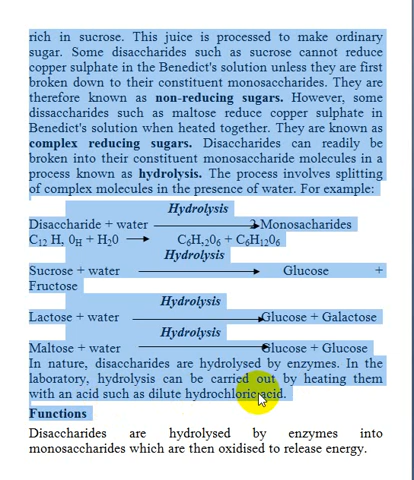 rich in sucrose. This juice is processed to make ordinary
sugar. Some disaccharides such as sucrose cannot reduce
copper sulphate in the Benedict's solution unless they are first
broken down to their constituent monosaccharides. They are
therefore known as non-reducing sugars. However, some
dissaccharides such as maltose reduce copper sulphate in
Benedict's solution when heated together. They are known as
complex reducing sugars. Disaccharides can readily be
broken into their constituent monosaccharide molecules in a
process known as hydrolysis. The process involves splitting
of complex molecules in the presence of water. For example:
Hydrolysis
Disaccharide + water 2 Monosacharides
C₁₂ H, 0H + H₂0 C₆H,₂0₆ + C₆H₁₂0₆
Hydrolysis
Sucrose + water Glucose +
Fructose
Hydrolysis
Lactose + water Glucose + Galactose
Hydrolysis
Maltose + water Glucose + Glucose
In nature, disaccharides are hydrolysed by enzymes. In the
laboratory, hydrolysis can be carried out by heating them
with an acid such as dilute hydrochloric acid.
Functions
Disaccharides are hydrolysed by enzymes into
monosaccharides which are then oxidised to release energy.